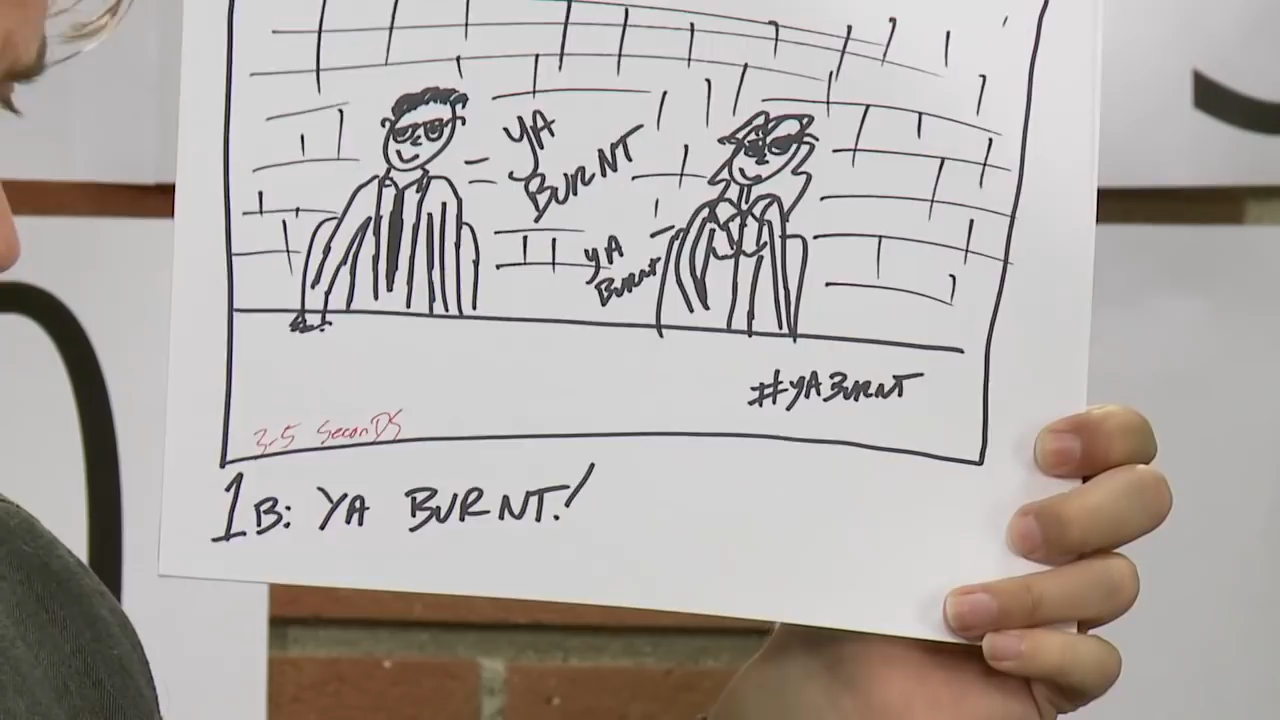 YA
BURNT
YA
BURNT
#YABURNT
3-5 SeconDS
1B: YA BURNT!